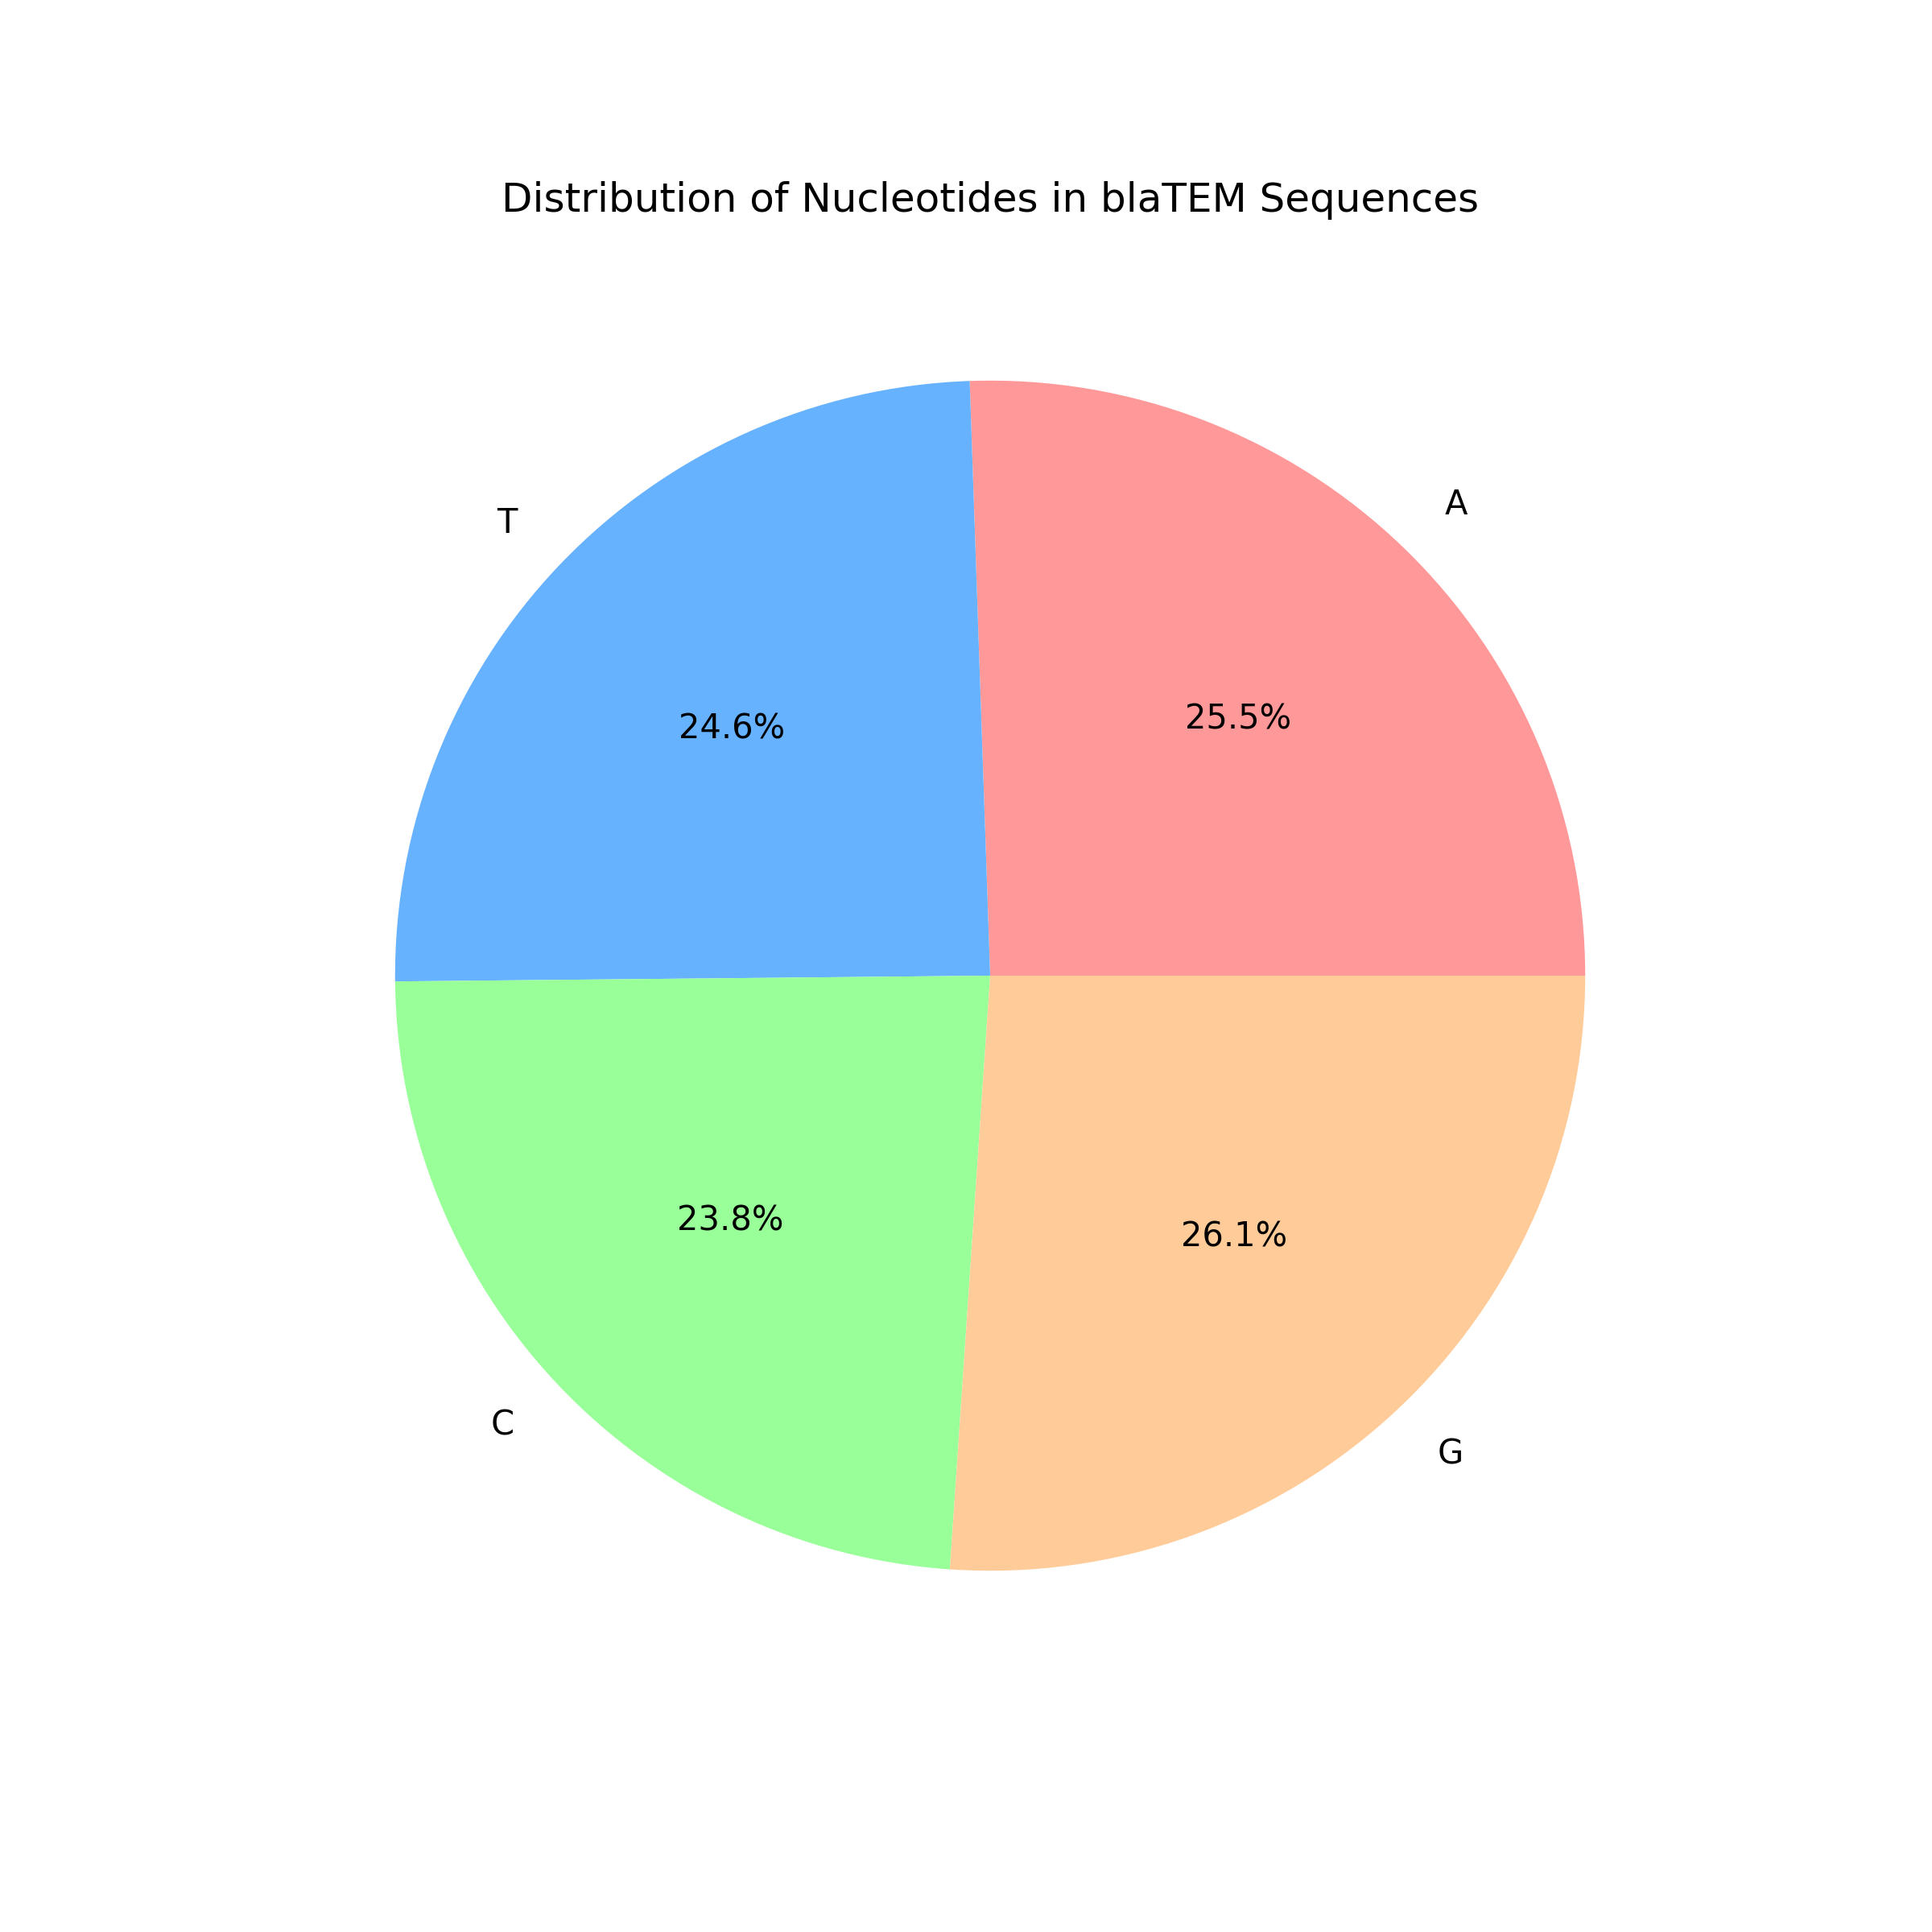 Distribution of Nucleotides in blaTEM Sequences
A
T
25.5%
24.6%
23.8%
26.1%
C
G